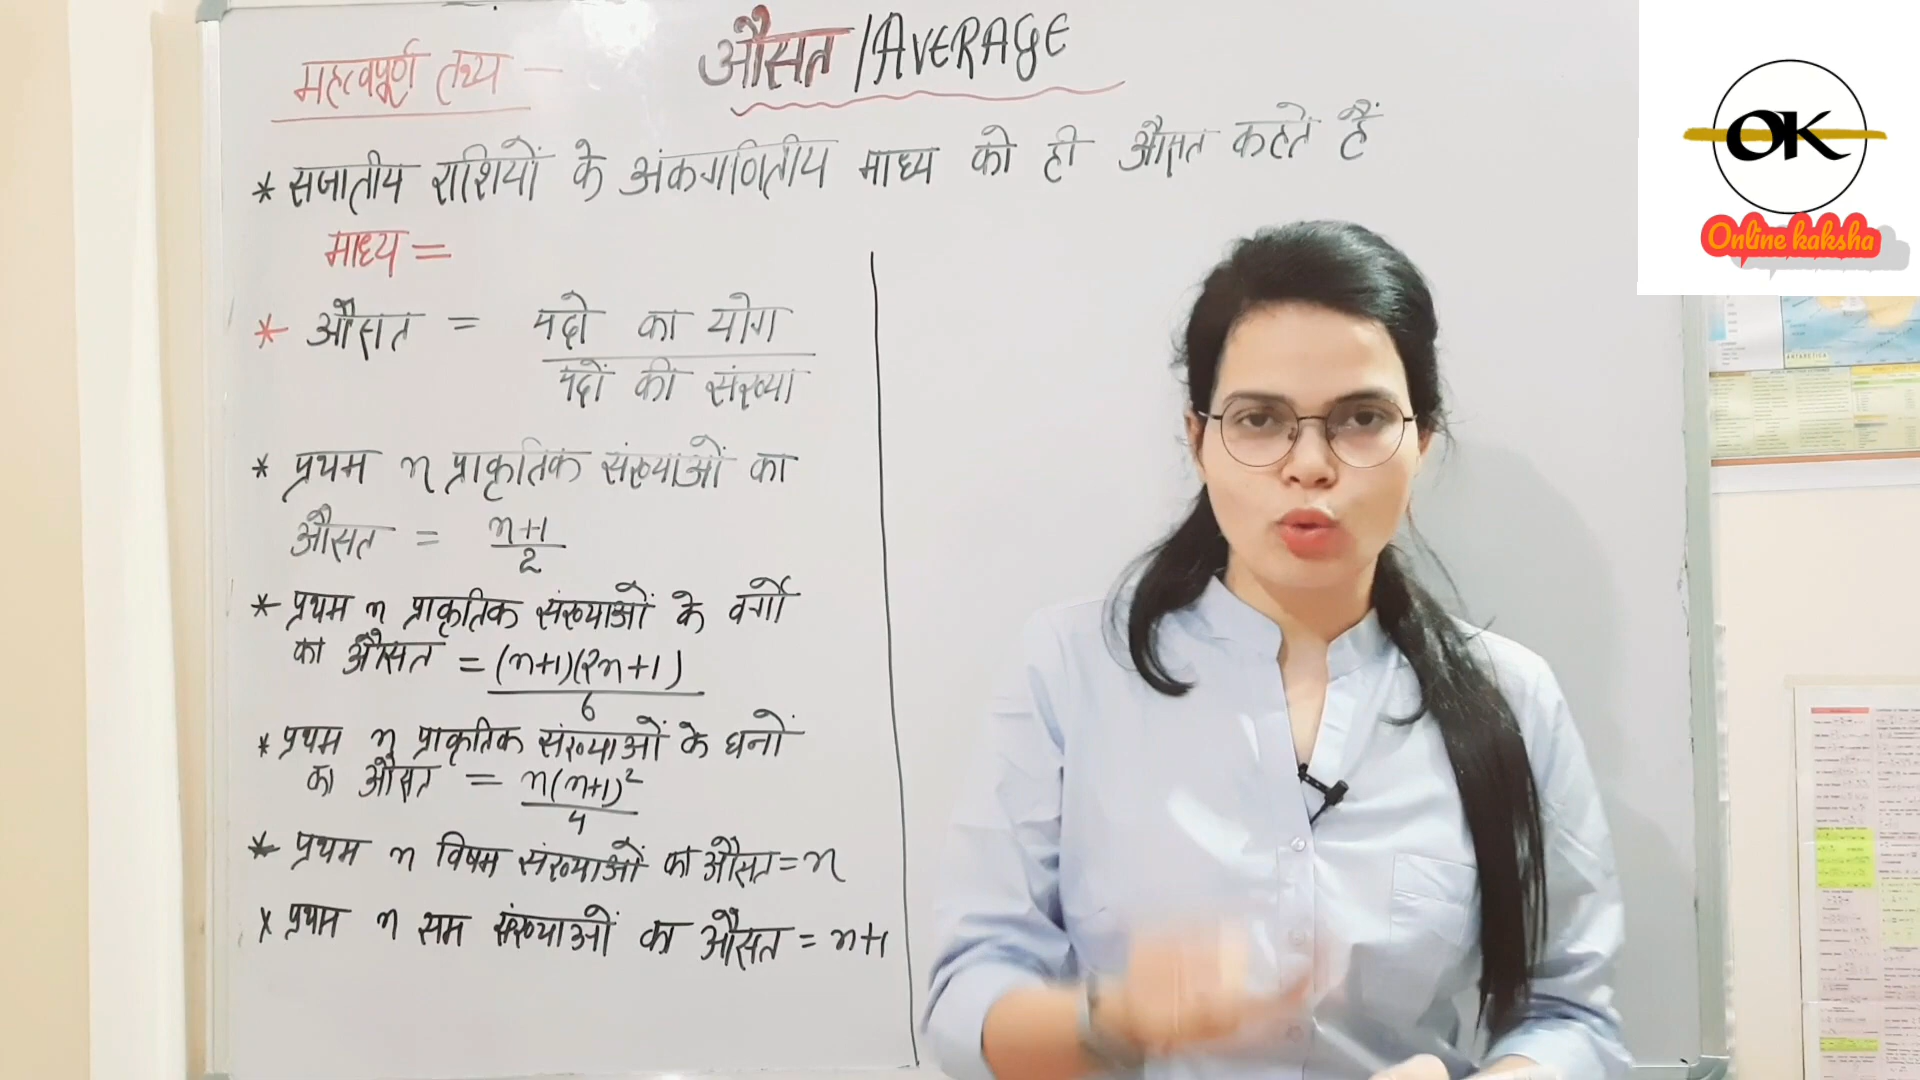 औसत/AVERAGE
महत्वपूर्ण तथ्य —
* सजातीय राशियों के अंकगणितीय माध्य को ही औसत कहते हैं
माध्य =
* औसत = पदो का योग
पदों की संख्या
* प्रथम n प्राकृतिक संख्याओं का
औसत = n+1
2
* प्रथम n प्राकृतिक संख्याओं के वर्गों
का औसत = (n+1)(2n+1)
6
* प्रथम n प्राकृतिक संख्याओं के घनों
का औसत = n(n+1)²
4
* प्रथम n विषम संख्याओं का औसत = n
* प्रथम n सम संख्याओं का औसत = n+1
OK
Online kaksha
ANTARCTICA